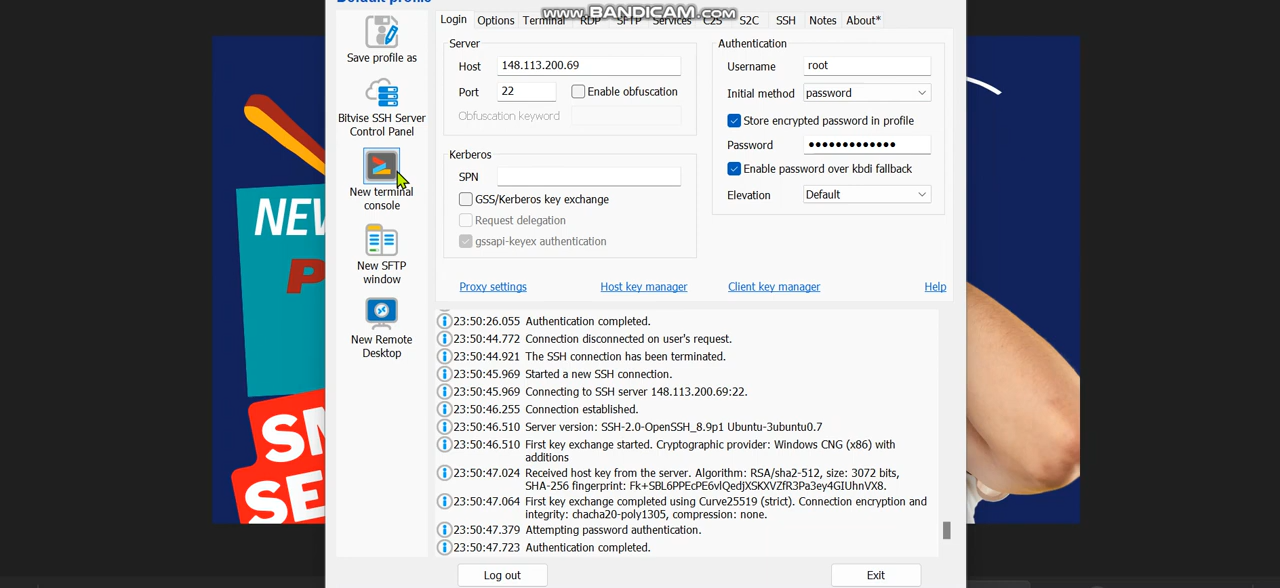 Default profile
www.BANDICAM.com
Login Options Terminal RDP SFTP Services C2S S2C SSH Notes About*
Save profile as
Bitvise SSH Server
Control Panel
New terminal
console
New SFTP
window
New Remote
Desktop
Server
Host 148.113.200.69
Port 22 Enable obfuscation
Obfuscation keyword
Kerberos
SPN
GSS/Kerberos key exchange
Request delegation
gssapi-keyex authentication
Authentication
Username root
Initial method password
Store encrypted password in profile
Password •••••••••••••
Enable password over kbdi fallback
Elevation Default
Proxy settings Host key manager Client key manager Help
23:50:26.055 Authentication completed.
23:50:44.772 Connection disconnected on user's request.
23:50:44.921 The SSH connection has been terminated.
23:50:45.969 Started a new SSH connection.
23:50:45.969 Connecting to SSH server 148.113.200.69:22.
23:50:46.255 Connection established.
23:50:46.510 Server version: SSH-2.0-OpenSSH_8.9p1 Ubuntu-3ubuntu0.7
23:50:46.510 First key exchange started. Cryptographic provider: Windows CNG (x86) with
additions
23:50:47.024 Received host key from the server. Algorithm: RSA/sha2-512, size: 3072 bits,
SHA-256 fingerprint: Fk+SBL6PPEcPE6vlQedjXSKXVZfR3Pa3ey4GIUhnVX8.
23:50:47.064 First key exchange completed using Curve25519 (strict). Connection encryption and
integrity: chacha20-poly1305, compression: none.
23:50:47.379 Attempting password authentication.
23:50:47.723 Authentication completed.
Log out Exit
NEW
P
SM
SE